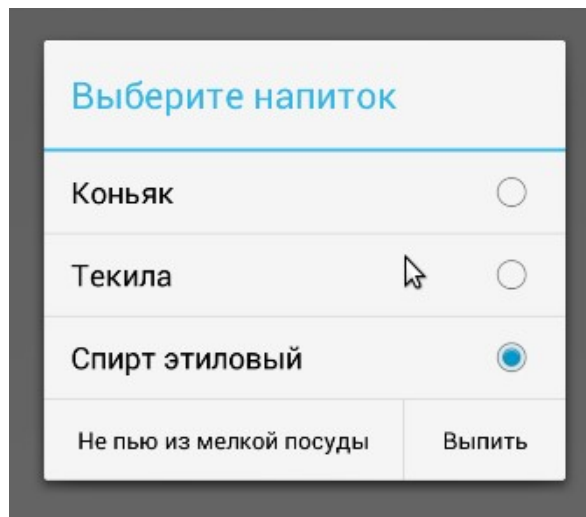 Выберите напиток
Коньяк
Текила
Спирт этиловый
Не пью из мелкой посуды Выпить